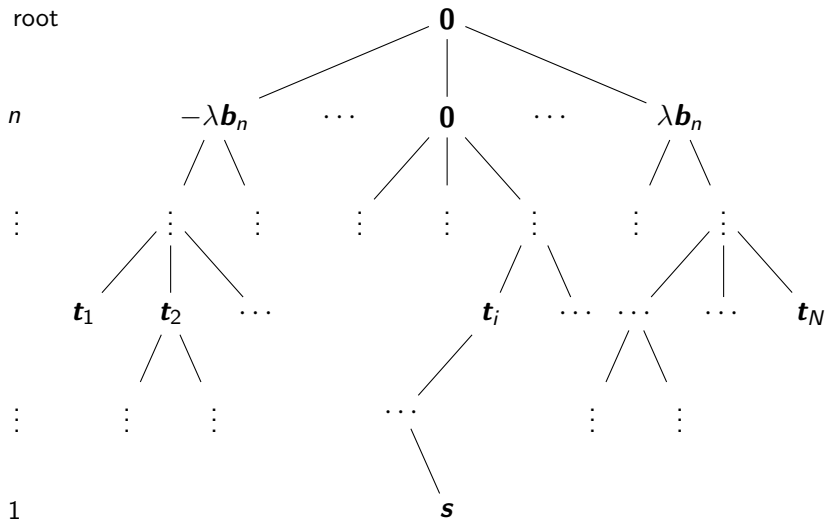 root 0
n −λb_n ⋯ 0 ⋯ λb_n
⋮ ⋮ ⋮ ⋮ ⋮ ⋮ ⋮ ⋮
t_1 t_2 ⋯ t_i ⋯ ⋯ ⋯ t_N
⋮ ⋮ ⋮ ⋯ ⋮ ⋮
1 s